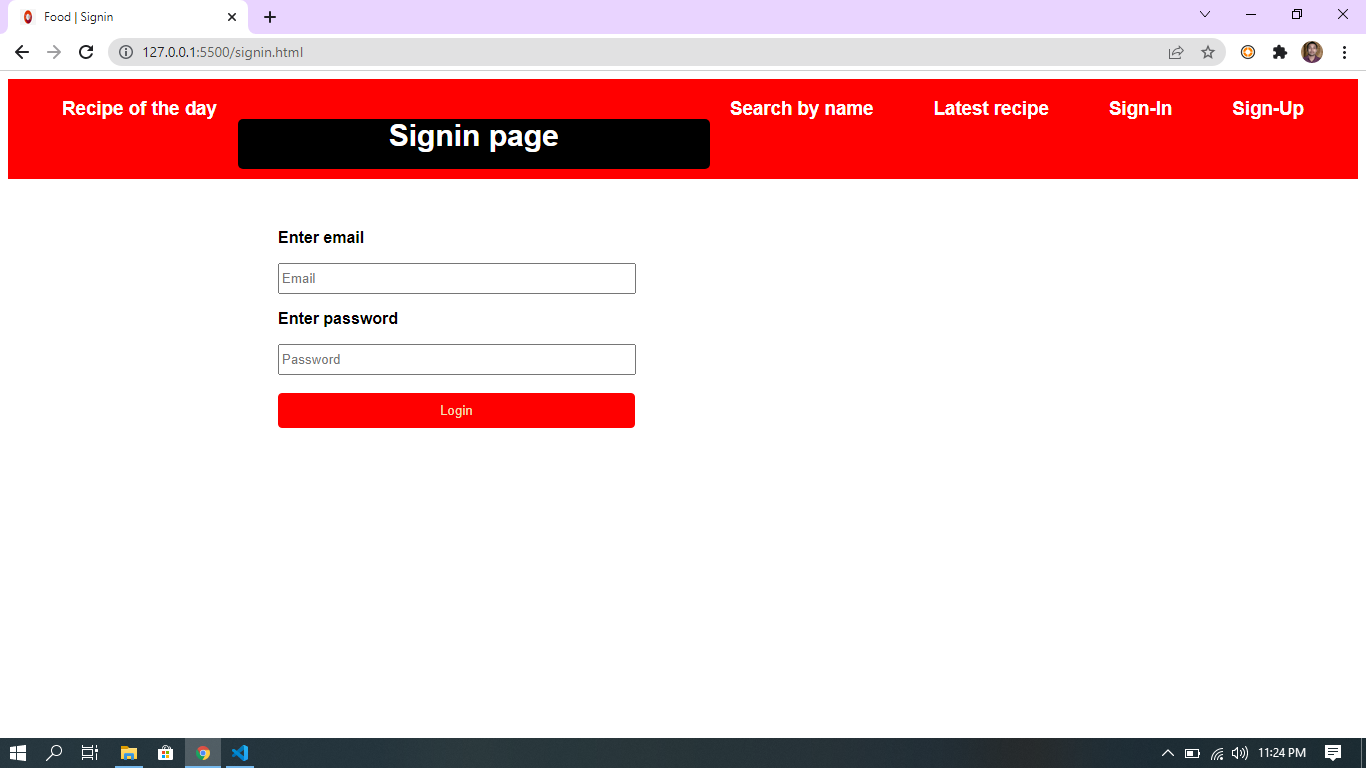 Food | Signin
127.0.0.1:5500/signin.html
Recipe of the day
Search by name
Latest recipe
Sign-In
Sign-Up
Signin page
Enter email
Email
Enter password
Password
Login
11:24 PM